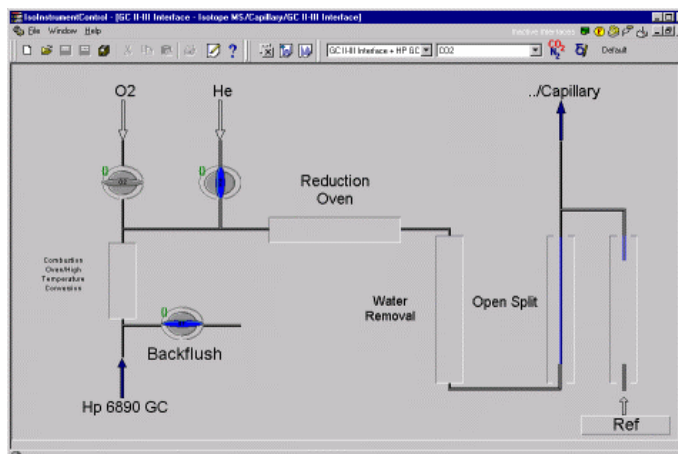 IsoInstrumentControl - [GC II-III Interface - Isotope MS/Capillary/GC II-III Interface]
File Window Help
GC II-III Interface + HP GC
CO2
CO2
N2
Default
O2
He
../Capillary
Reduction
Oven
Combustion
Oven/High
Temperature
Conversion
Water
Removal
Open Split
Backflush
Hp 6890 GC
Ref